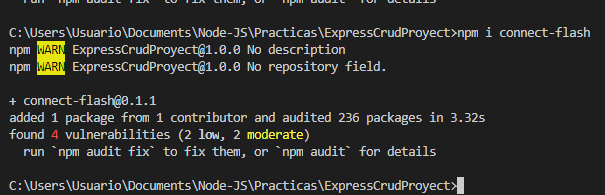 run `npm audit fix` to fix them, or `npm audit` for details
C:\Users\Usuario\Documents\Node-JS\Practicas\ExpressCrudProyect>npm i connect-flash
npm WARN ExpressCrudProyect@1.0.0 No description
npm WARN ExpressCrudProyect@1.0.0 No repository field.
+ connect-flash@0.1.1
added 1 package from 1 contributor and audited 236 packages in 3.32s
found 4 vulnerabilities (2 low, 2 moderate)
run `npm audit fix` to fix them, or `npm audit` for details
C:\Users\Usuario\Documents\Node-JS\Practicas\ExpressCrudProyect>